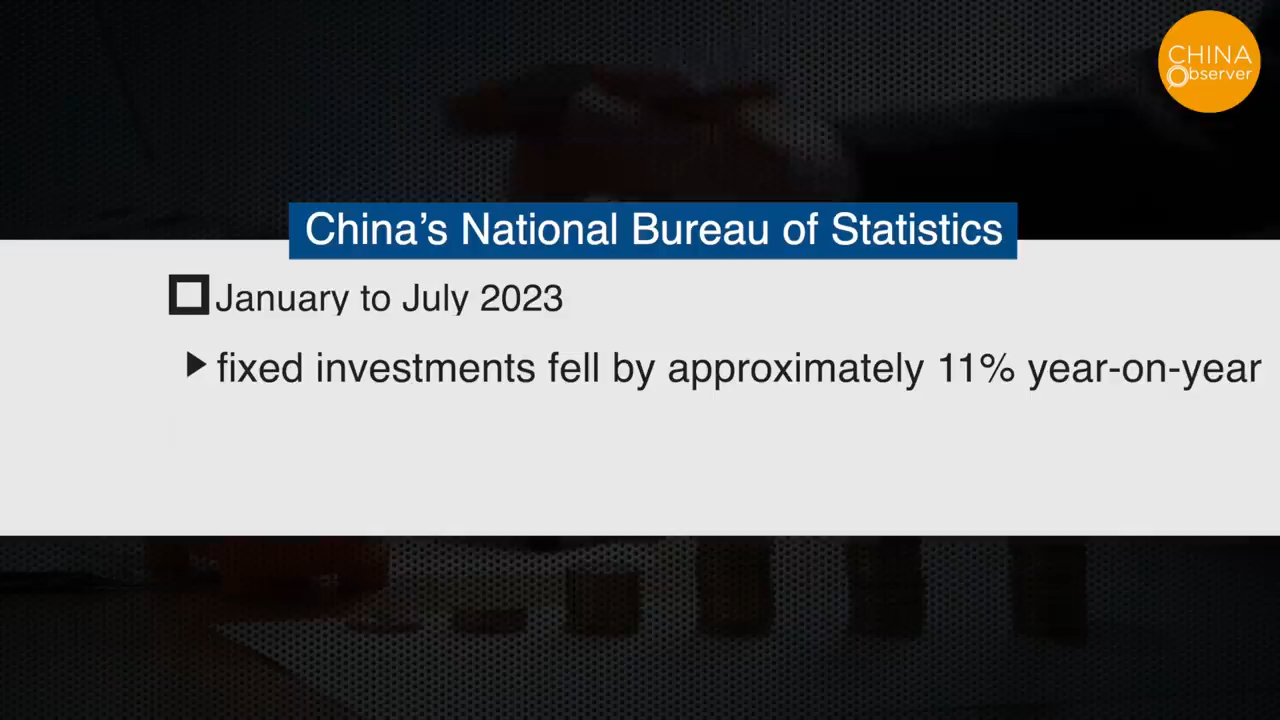 CHINA
Observer
China's National Bureau of Statistics
January to July 2023
fixed investments fell by approximately 11% year-on-year